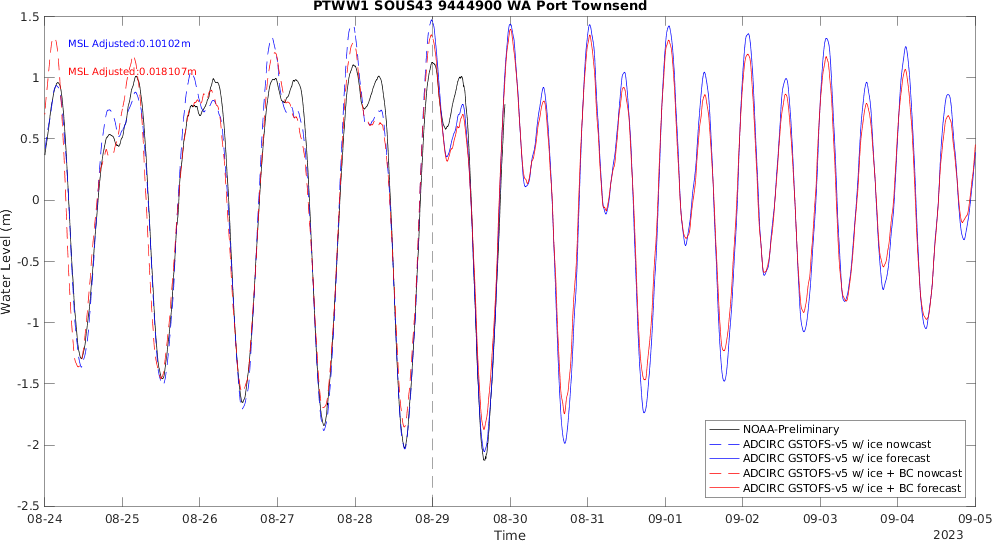 PTWW1 SOUS43 9444900 WA Port Townsend
MSL Adjusted:0.10102m
MSL Adjusted:0.018107m
Water Level (m)
1.5
1
0.5
0
-0.5
-1
-1.5
-2
-2.5
NOAA-Preliminary
ADCIRC GSTOFS-v5 w/ ice nowcast
ADCIRC GSTOFS-v5 w/ ice forecast
ADCIRC GSTOFS-v5 w/ ice + BC nowcast
ADCIRC GSTOFS-v5 w/ ice + BC forecast
08-24 08-25 08-26 08-27 08-28 08-29 08-30 08-31 09-01 09-02 09-03 09-04 09-05
Time
2023